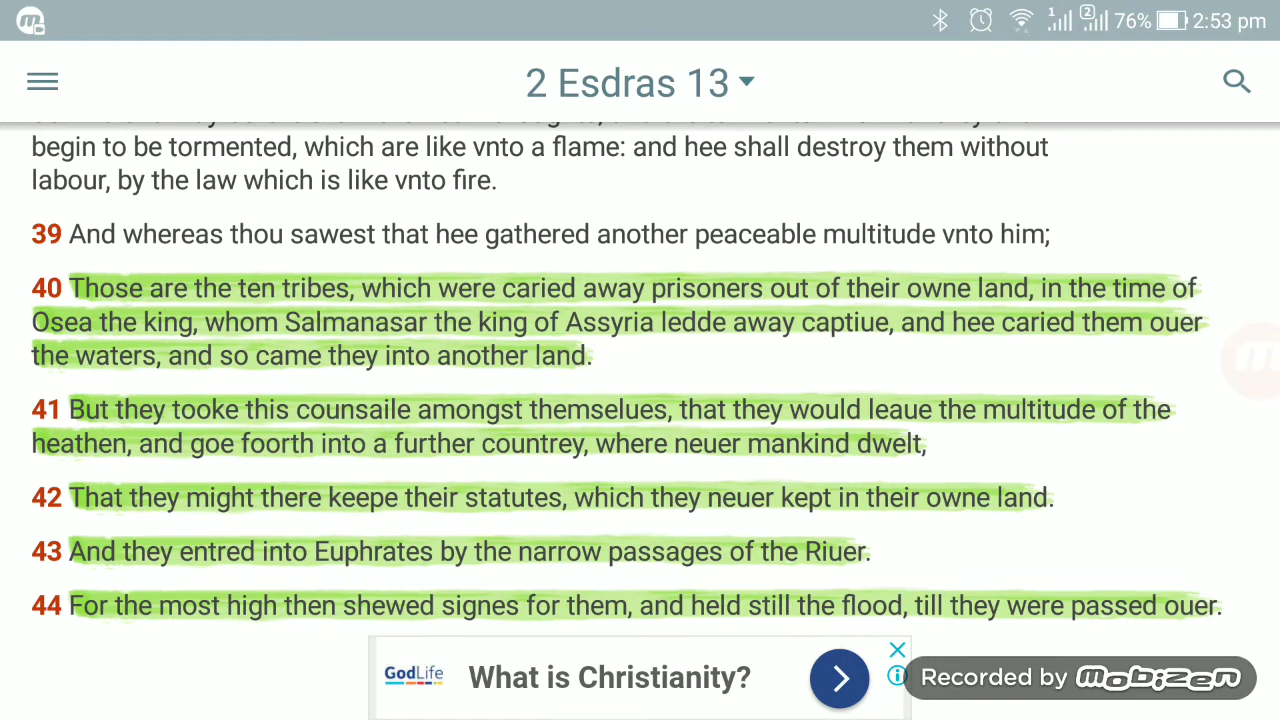 1 2 76% 2:53 pm
2 Esdras 13
begin to be tormented, which are like vnto a flame: and hee shall destroy them without
labour, by the law which is like vnto fire.
39 And whereas thou sawest that hee gathered another peaceable multitude vnto him;
40 Those are the ten tribes, which were caried away prisoners out of their owne land, in the time of
Osea the king, whom Salmanasar the king of Assyria ledde away captiue, and hee caried them ouer
the waters, and so came they into another land.
41 But they tooke this counsaile amongst themselues, that they would leaue the multitude of the
heathen, and goe foorth into a further countrey, where neuer mankind dwelt,
42 That they might there keepe their statutes, which they neuer kept in their owne land.
43 And they entred into Euphrates by the narrow passages of the Riuer.
44 For the most high then shewed signes for them, and held still the flood, till they were passed ouer.
GodLife What is Christianity?
Recorded by mobizen